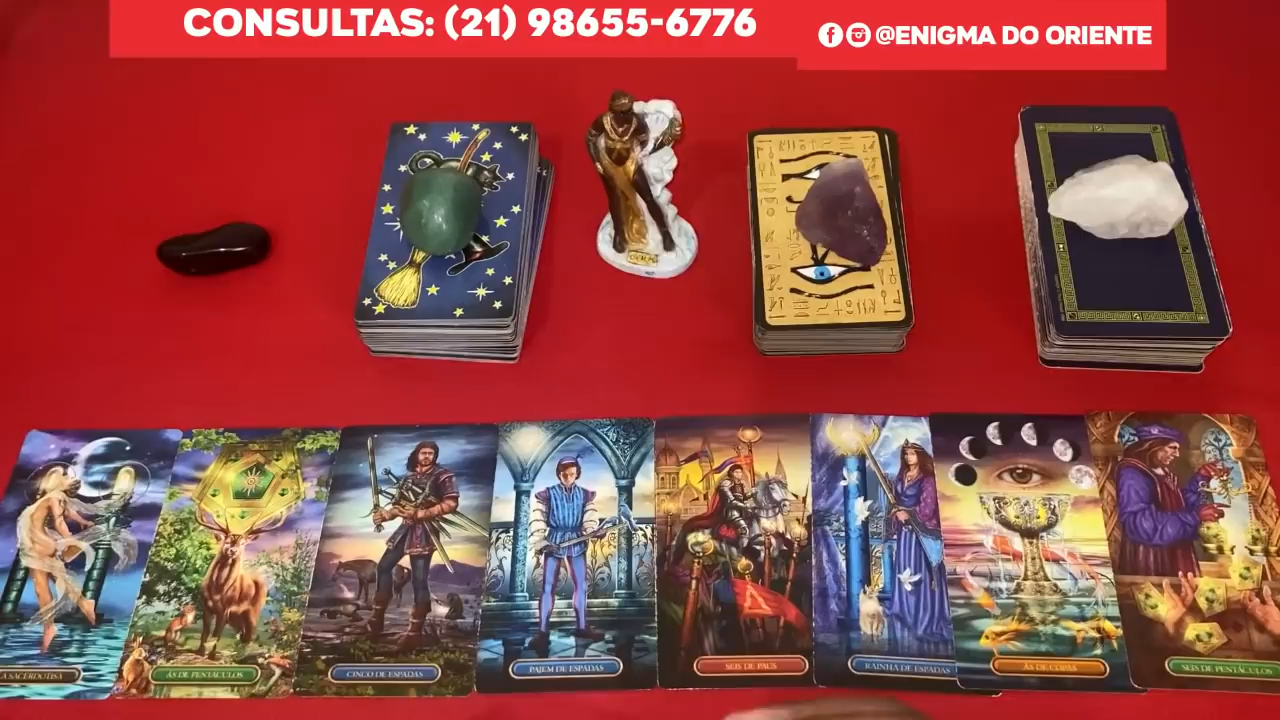 CONSULTAS: (21) 98655-6776
@ENIGMA DO ORIENTE
A SACERDOTISA
ÁS DE PENTÁCULOS
CINCO DE ESPADAS
PAJEM DE ESPADAS
SEIS DE PAUS
RAINHA DE ESPADAS
ÁS DE COPAS
SEIS DE PENTÁCULOS